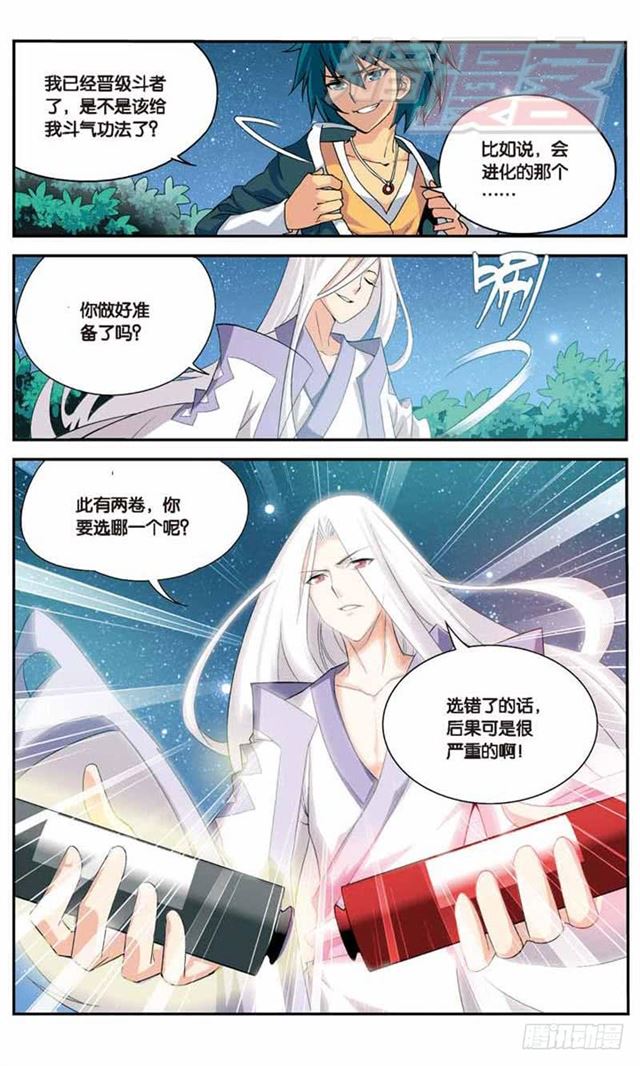 漫客
我已经晋级斗者
了，是不是该给
我斗气功法了？
比如说，会
进化的那个
……
你做好准
备了吗？
唰
此有两卷，你
要选哪一个呢？
选错了的话，
后果可是很
严重的啊！
腾讯动漫